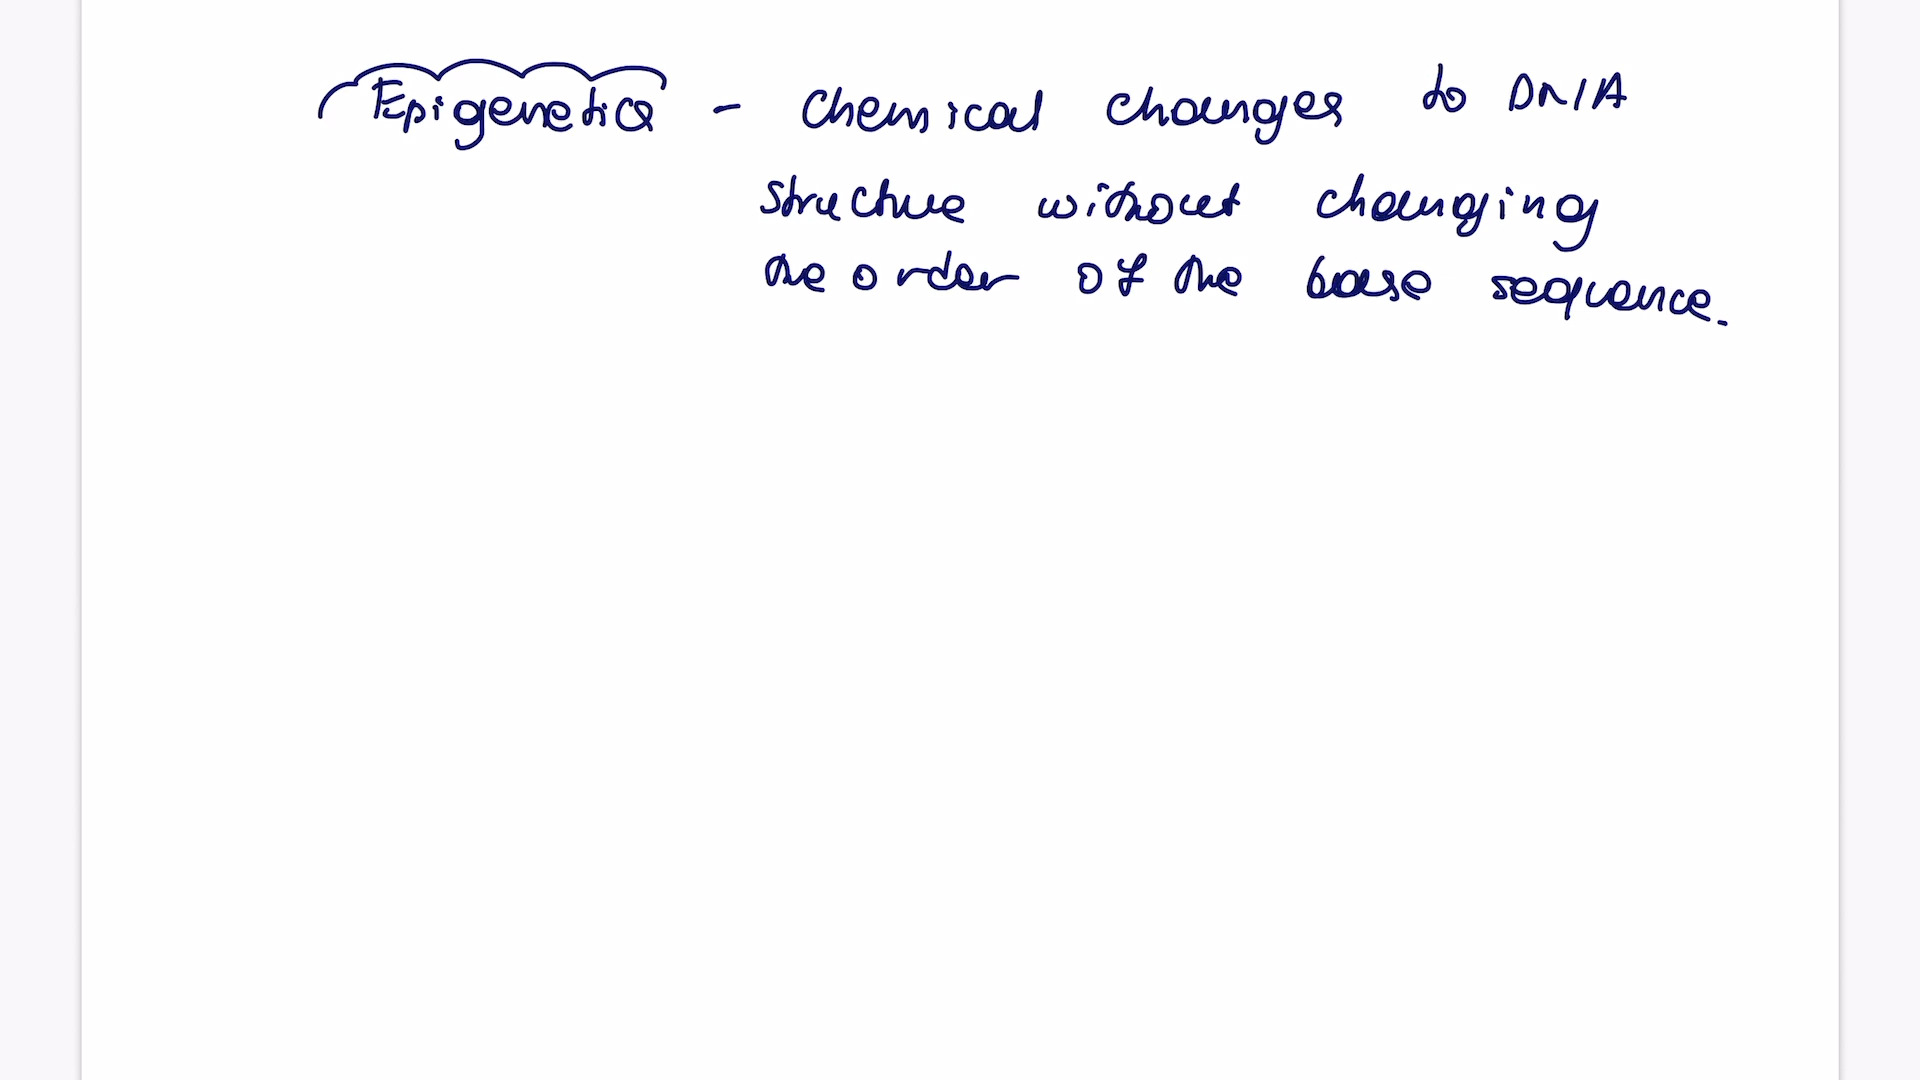 Epigenetics - Chemical changes to DNA
structure without changing
the order of the base sequence.